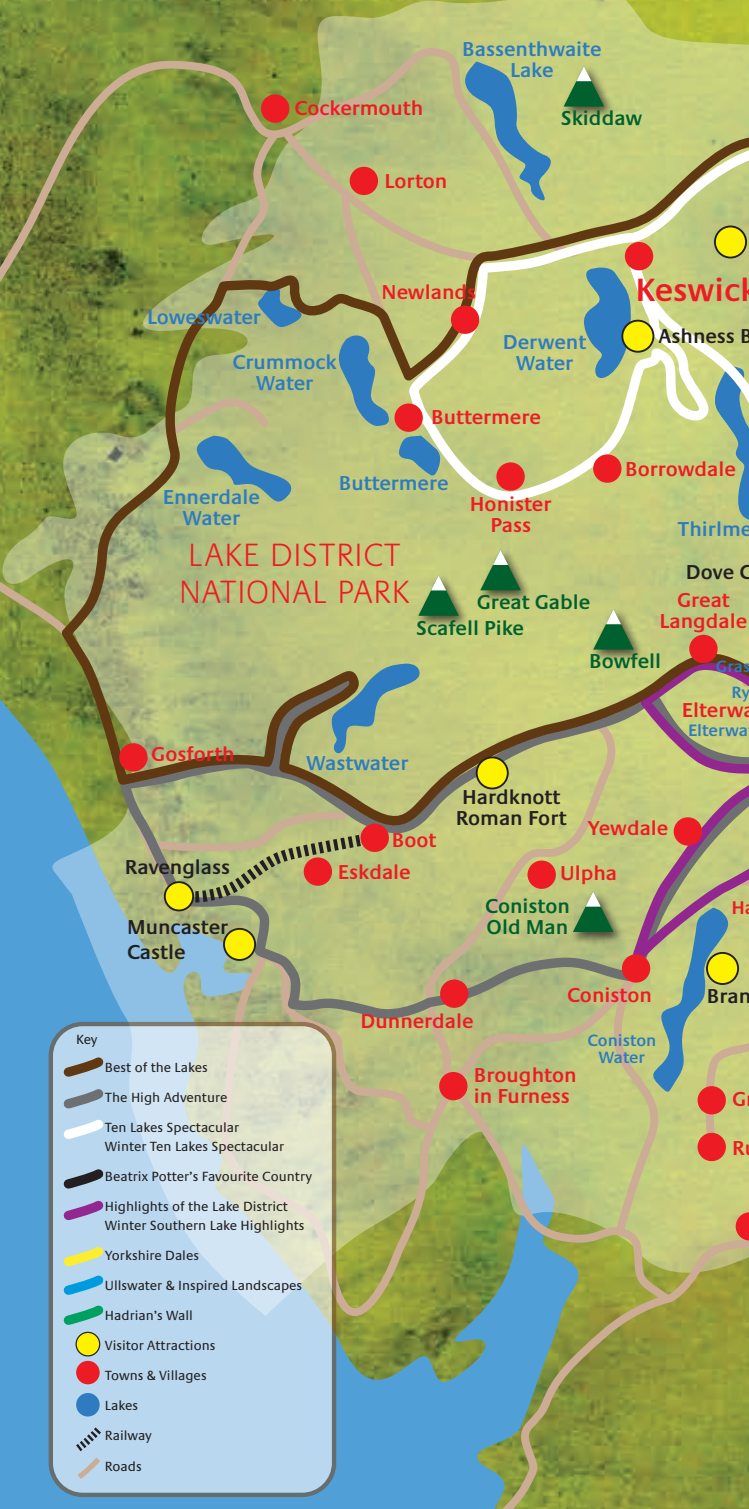 Bassenthwaite
Lake
Skiddaw
Cockermouth
Lorton
Newlands
Keswick
Loweswater
Derwent
Water
Ashness B
Crummock
Water
Buttermere
Buttermere
Borrowdale
Ennerdale
Water
Honister
Pass
Thirlme
LAKE DISTRICT
NATIONAL PARK
Dove C
Great Gable
Scafell Pike
Great
Langdale
Bowfell
Gras
Ry
Elterwa
Elterwa
Gosforth
Wastwater
Hardknott
Roman Fort
Yewdale
Boot
Ravenglass
Eskdale
Ulpha
Coniston
Old Man
Ha
Muncaster
Castle
Coniston
Bran
Dunnerdale
Coniston
Water
Broughton
in Furness
Gr
Ru
Key
Best of the Lakes
The High Adventure
Ten Lakes Spectacular
Winter Ten Lakes Spectacular
Beatrix Potter's Favourite Country
Highlights of the Lake District
Winter Southern Lake Highlights
Yorkshire Dales
Ullswater & Inspired Landscapes
Hadrian's Wall
Visitor Attractions
Towns & Villages
Lakes
Railway
Roads